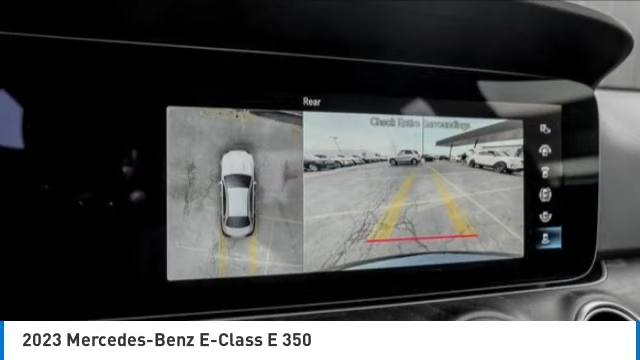 Rear
Check Entire Surroundings
2023 Mercedes-Benz E-Class E 350